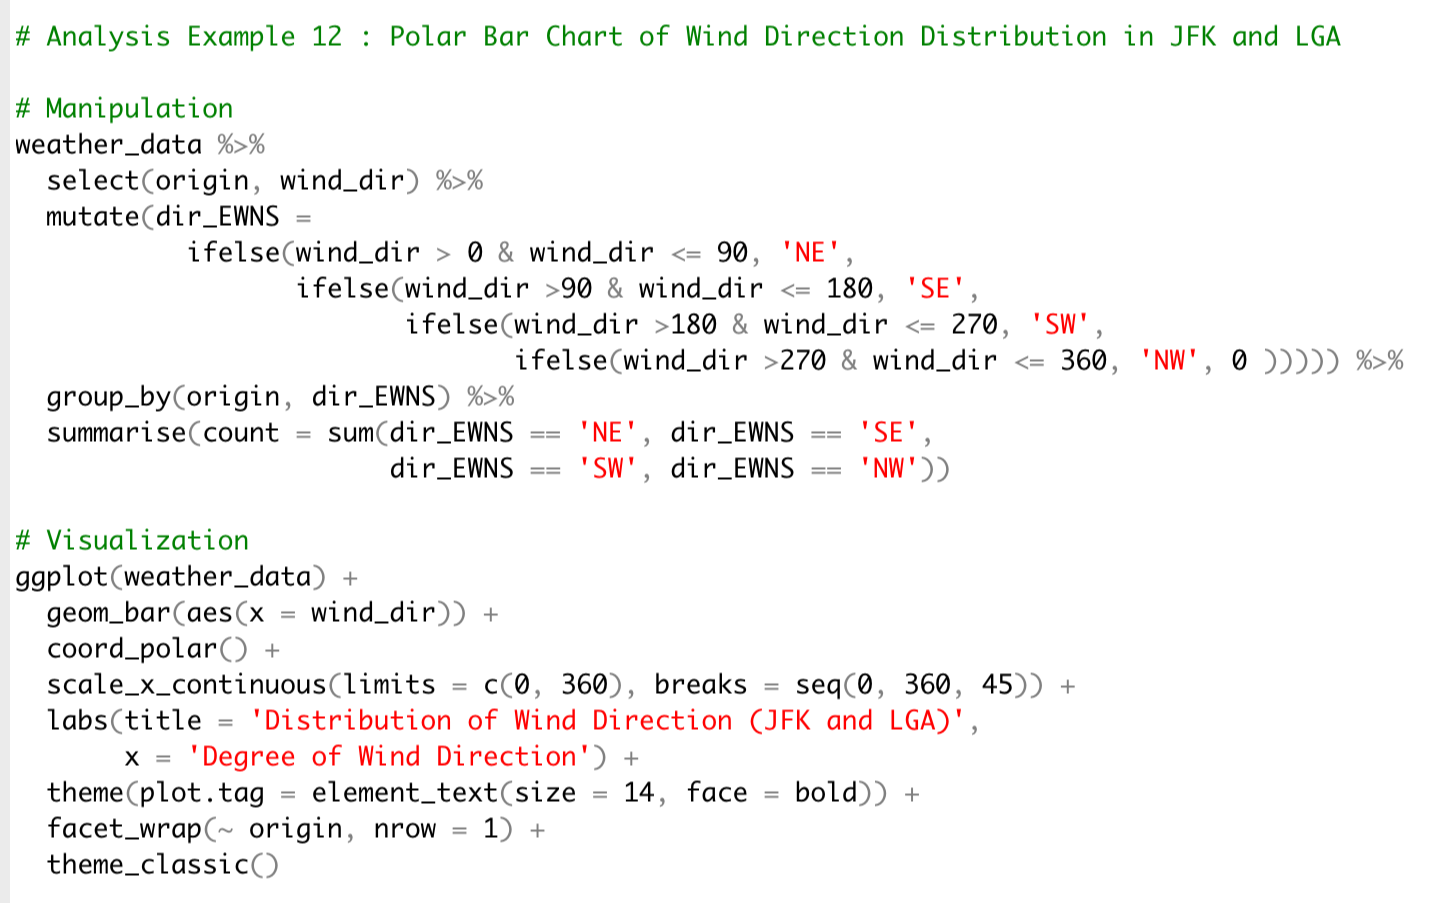 # Analysis Example 12 : Polar Bar Chart of Wind Direction Distribution in JFK and LGA
# Manipulation
weather_data %>%
select(origin, wind_dir) %>%
mutate(dir_EWNS =
ifelse(wind_dir > 0 & wind_dir <= 90, 'NE',
ifelse(wind_dir >90 & wind_dir <= 180, 'SE',
ifelse(wind_dir >180 & wind_dir <= 270, 'SW',
ifelse(wind_dir >270 & wind_dir <= 360, 'NW', 0 ))))) %>%
group_by(origin, dir_EWNS) %>%
summarise(count = sum(dir_EWNS == 'NE', dir_EWNS == 'SE',
dir_EWNS == 'SW', dir_EWNS == 'NW'))
# Visualization
ggplot(weather_data) +
geom_bar(aes(x = wind_dir)) +
coord_polar() +
scale_x_continuous(limits = c(0, 360), breaks = seq(0, 360, 45)) +
labs(title = 'Distribution of Wind Direction (JFK and LGA)',
x = 'Degree of Wind Direction') +
theme(plot.tag = element_text(size = 14, face = bold)) +
facet_wrap(~ origin, nrow = 1) +
theme_classic()